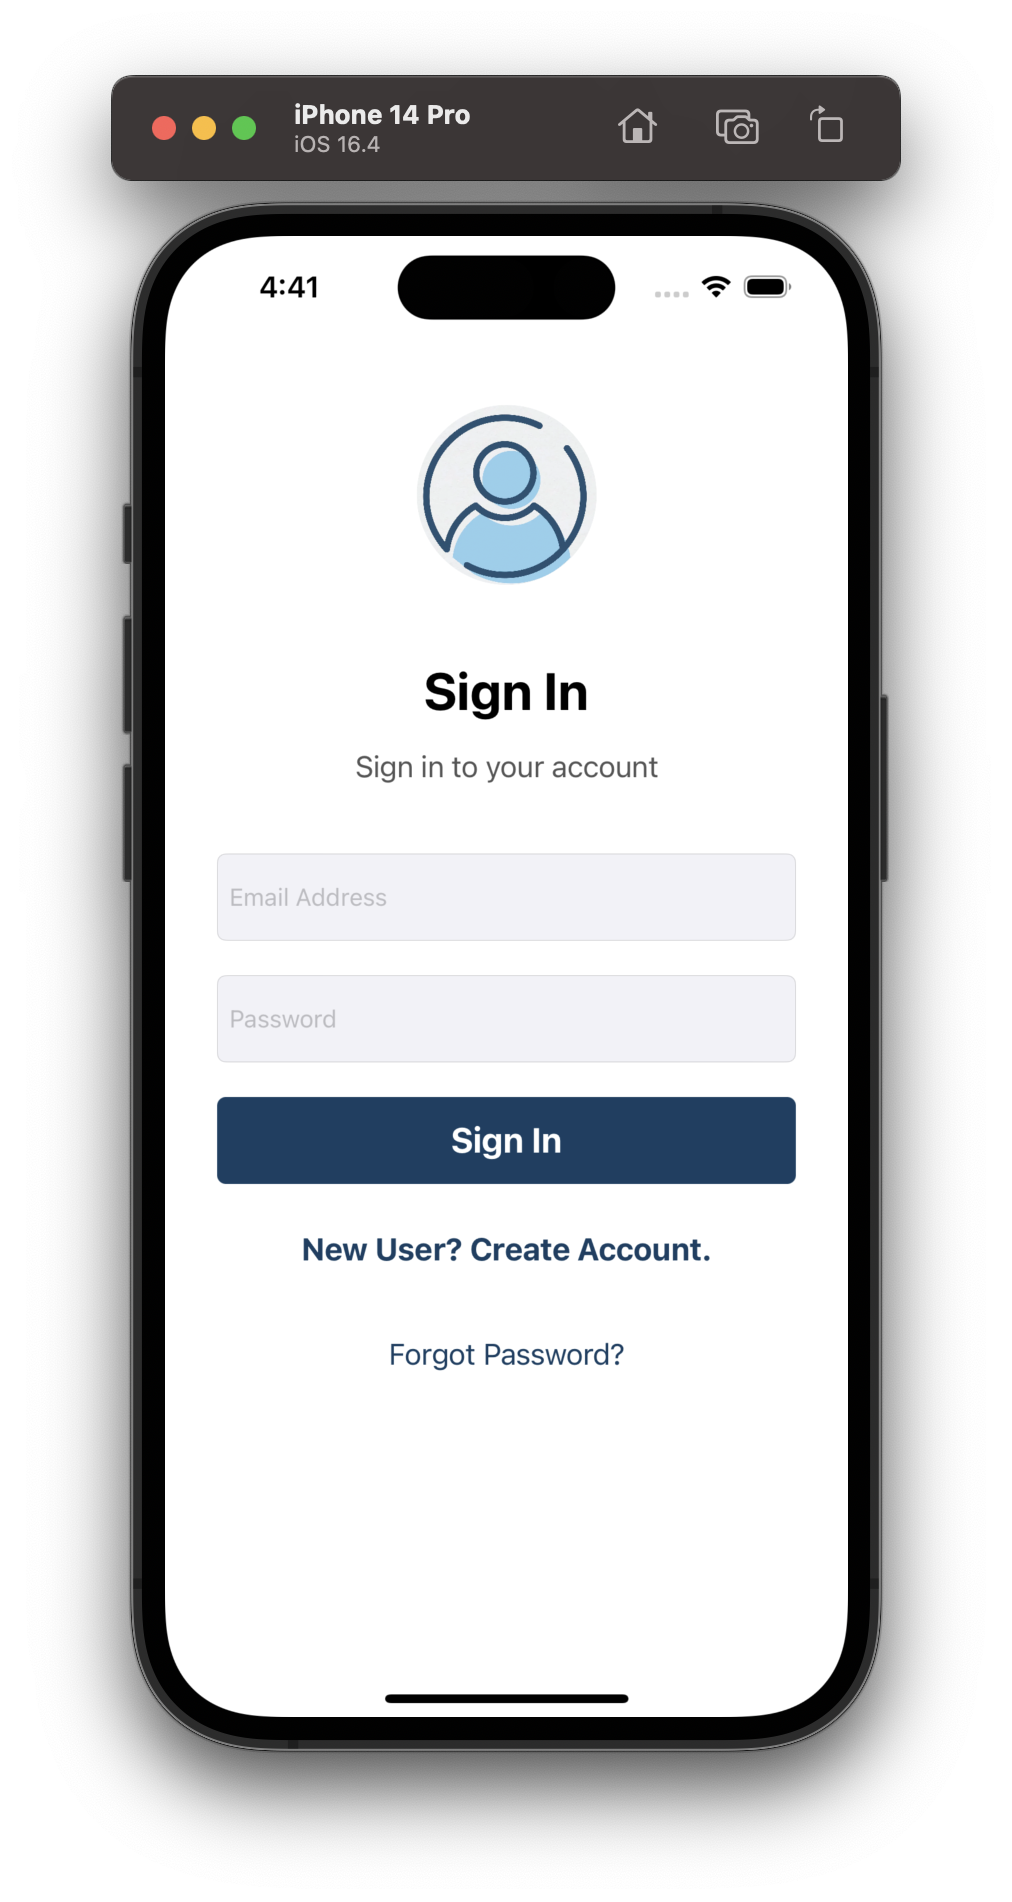 iPhone 14 Pro
iOS 16.4
4:41
Sign In
Sign in to your account
Email Address
Password
Sign In
New User? Create Account.
Forgot Password?